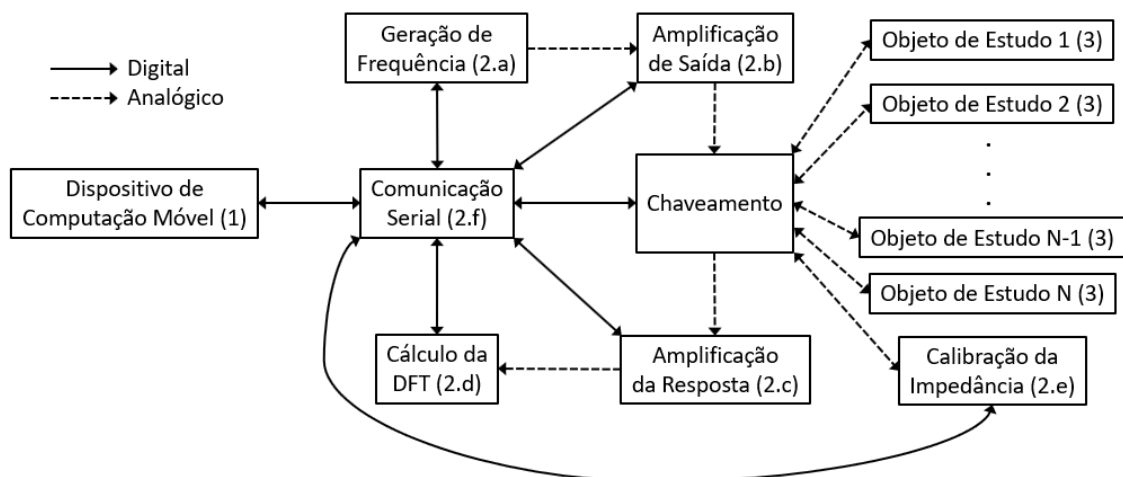 Digital
Analógico
Geração de
Frequência (2.a)
Amplificação
de Saída (2.b)
Objeto de Estudo 1 (3)
Objeto de Estudo 2 (3)
.
.
.
Dispositivo de
Computação Móvel (1)
Comunicação
Serial (2.f)
Chaveamento
Objeto de Estudo N-1 (3)
Objeto de Estudo N (3)
Cálculo da
DFT (2.d)
Amplificação
da Resposta (2.c)
Calibração da
Impedância (2.e)